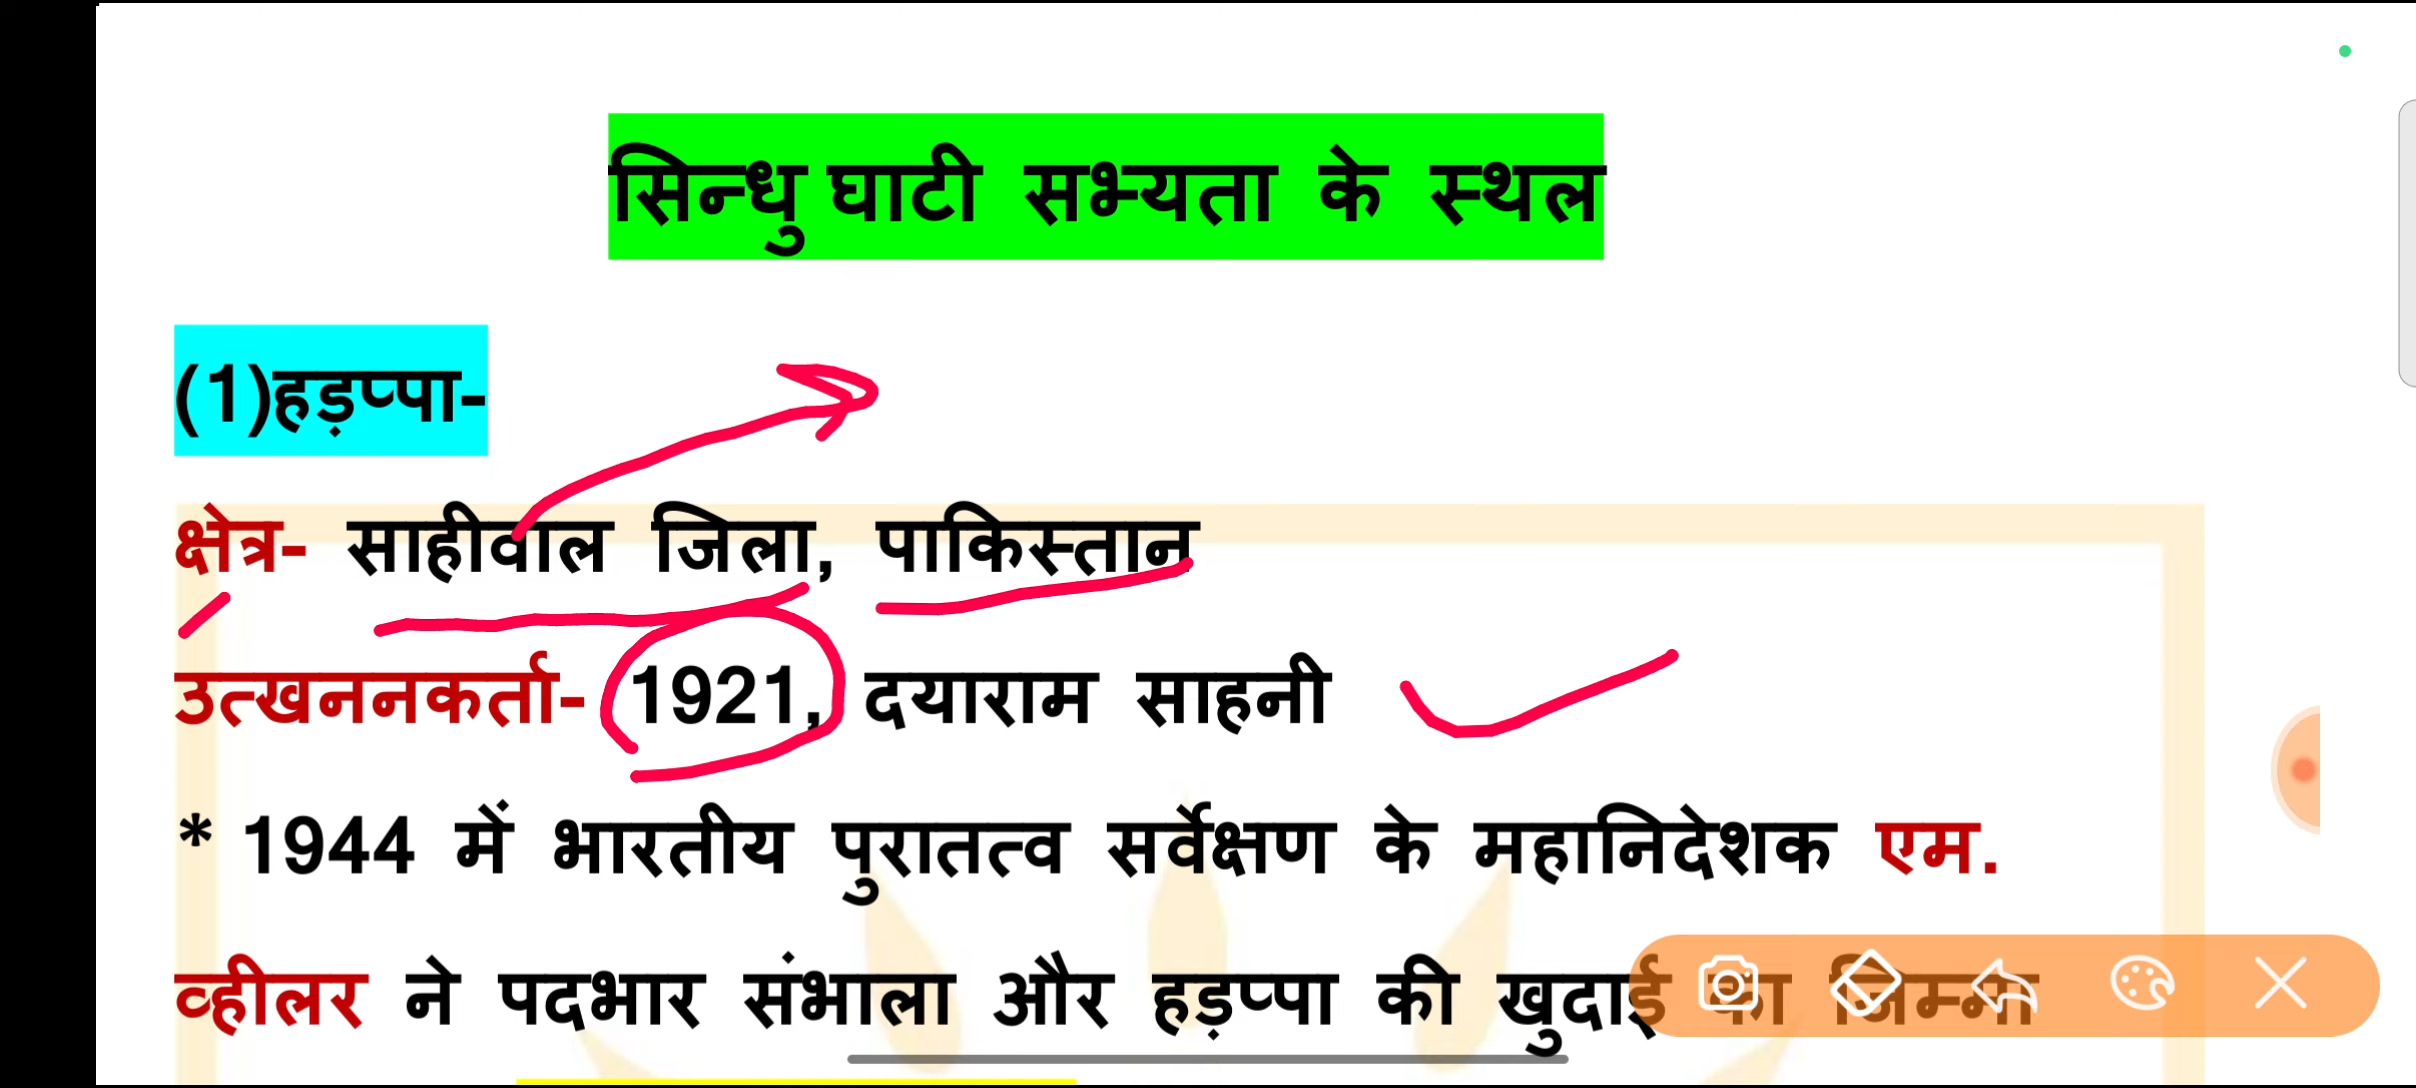 सिन्धु घाटी सभ्यता के स्थल
(1)हड़प्पा-
क्षेत्र- साहीवाल जिला, पाकिस्तान
उत्खननकर्ता- 1921, दयाराम साहनी
* 1944 में भारतीय पुरातत्व सर्वेक्षण के महानिदेशक एम.
व्हीलर ने पदभार संभाला और हड़प्पा की खुदाई का जिम्मा